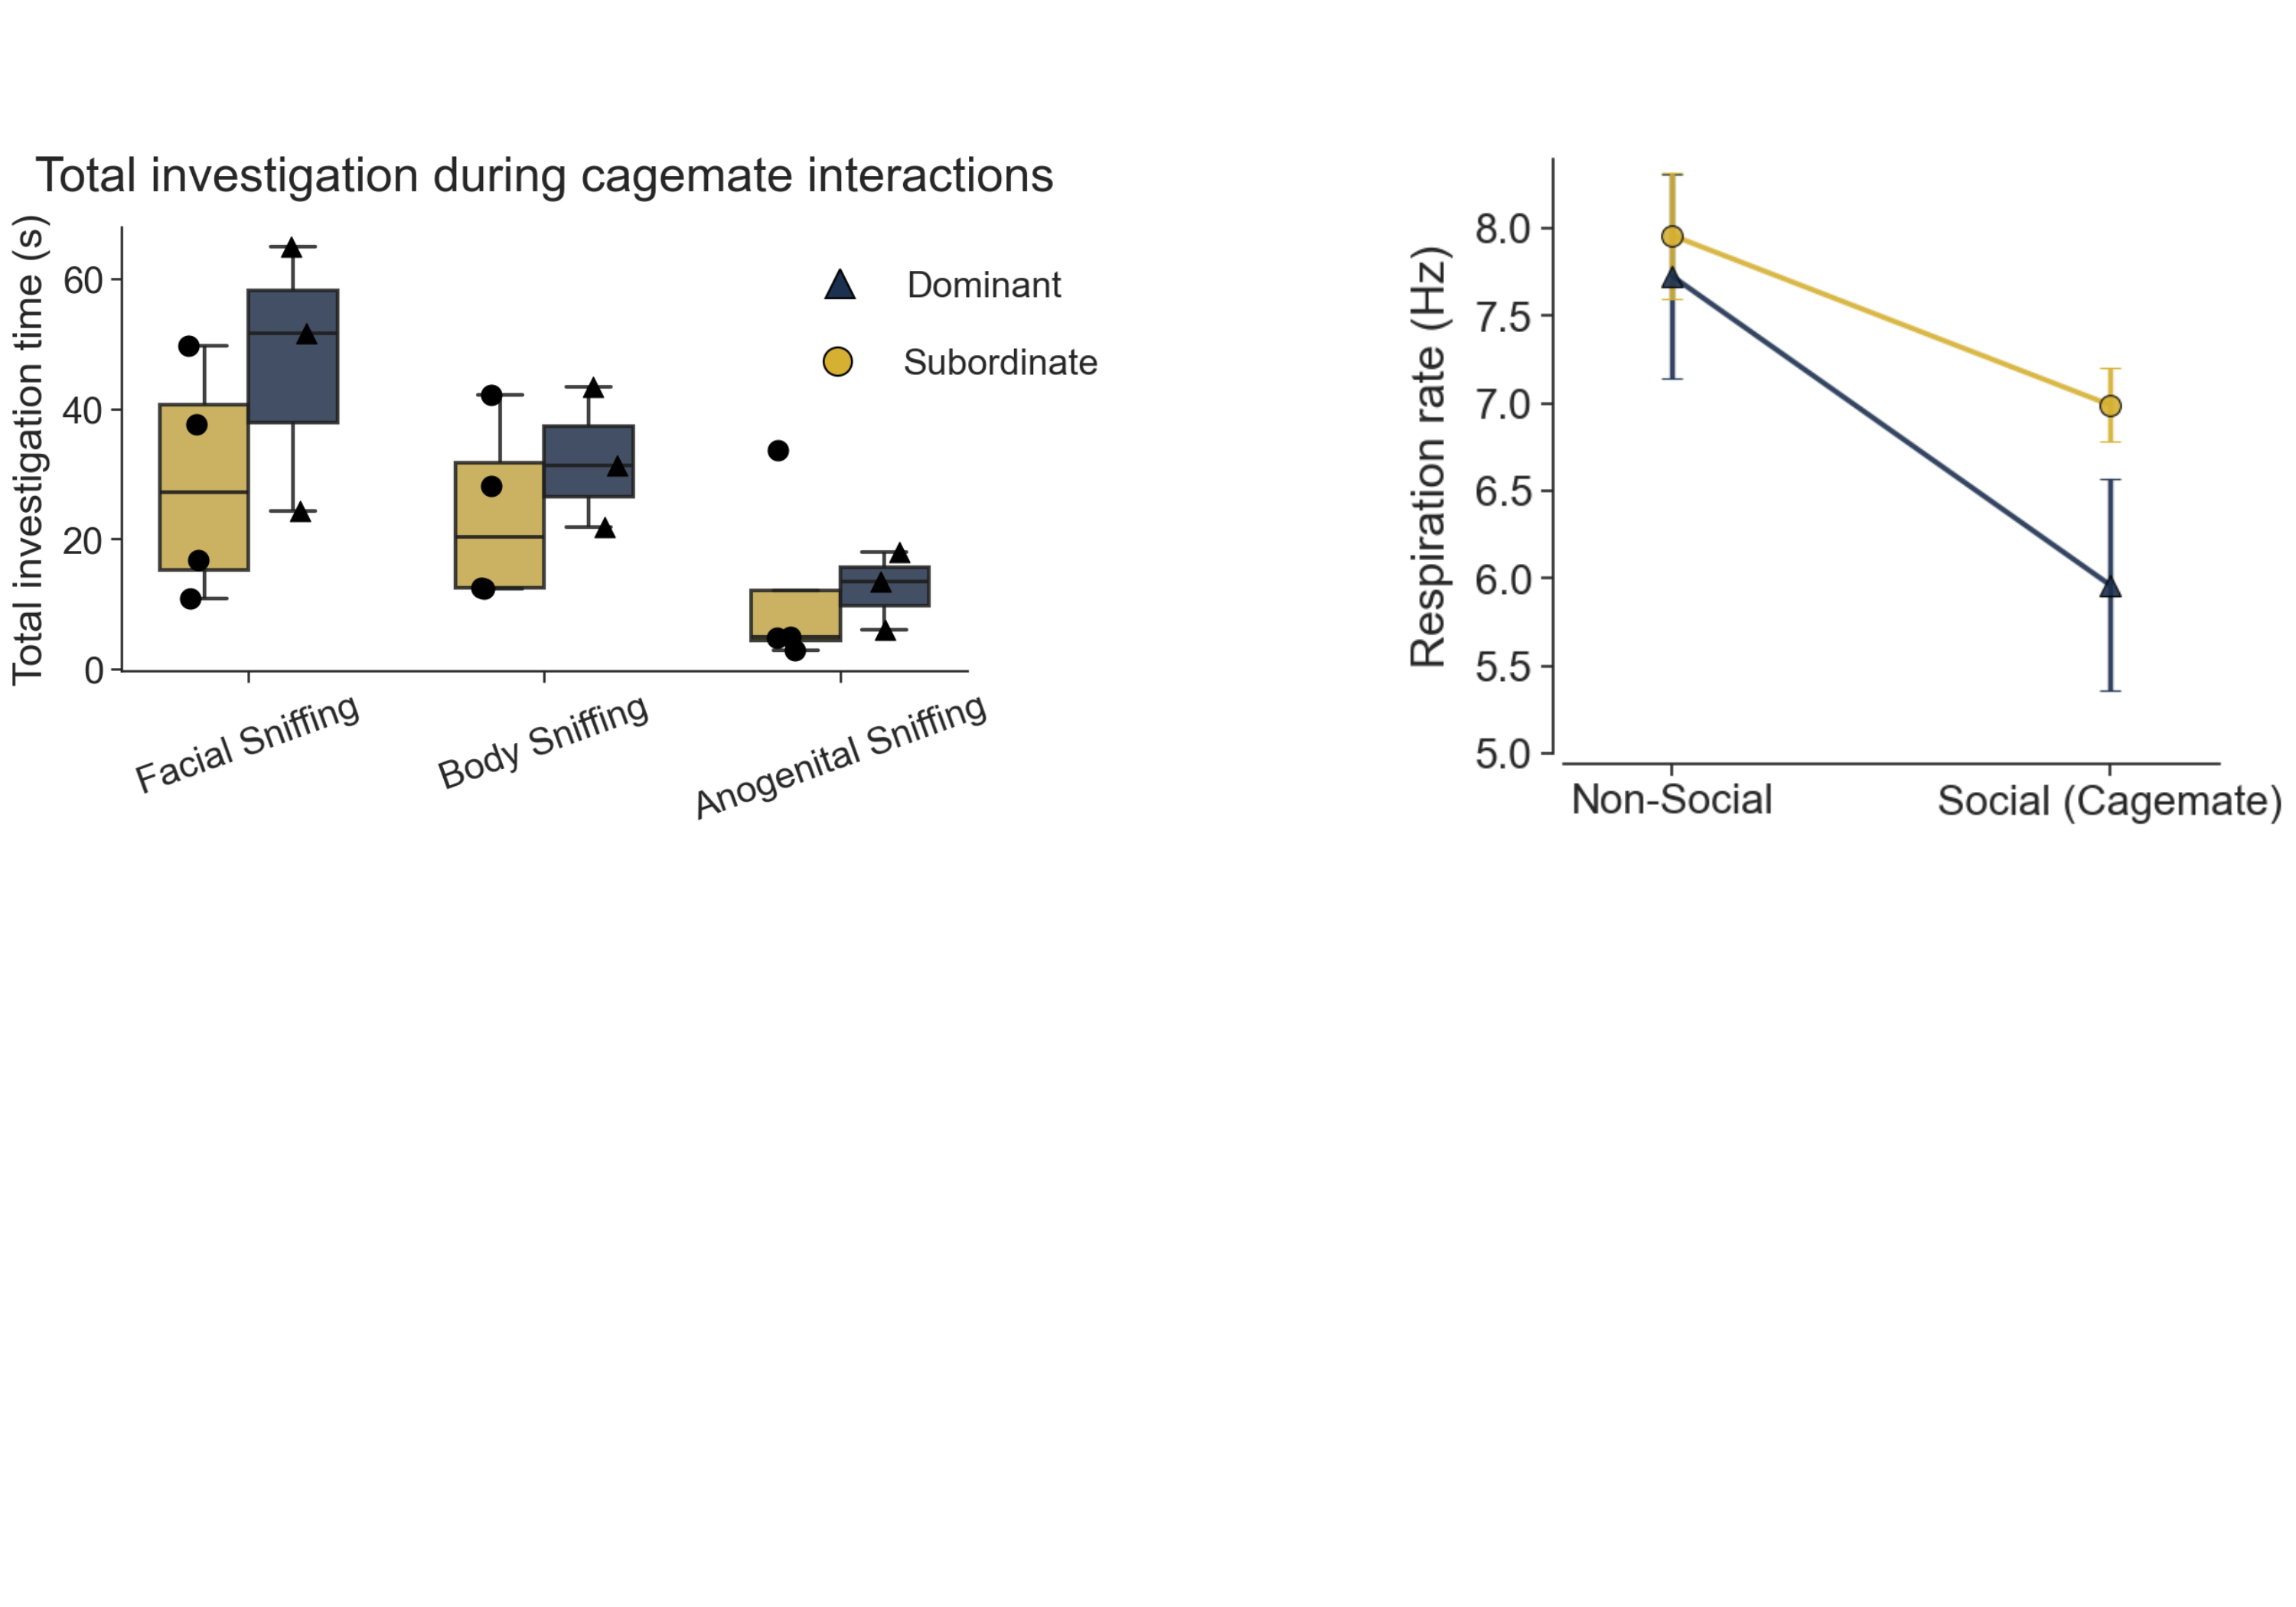 Total investigation during cagemate interactions
Total investigation time (s)
60
40
20
0
Dominant
Subordinate
Facial Sniffing
Body Sniffing
Anogenital Sniffing
Respiration rate (Hz)
8.0
7.5
7.0
6.5
6.0
5.5
5.0
Non-Social
Social (Cagemate)